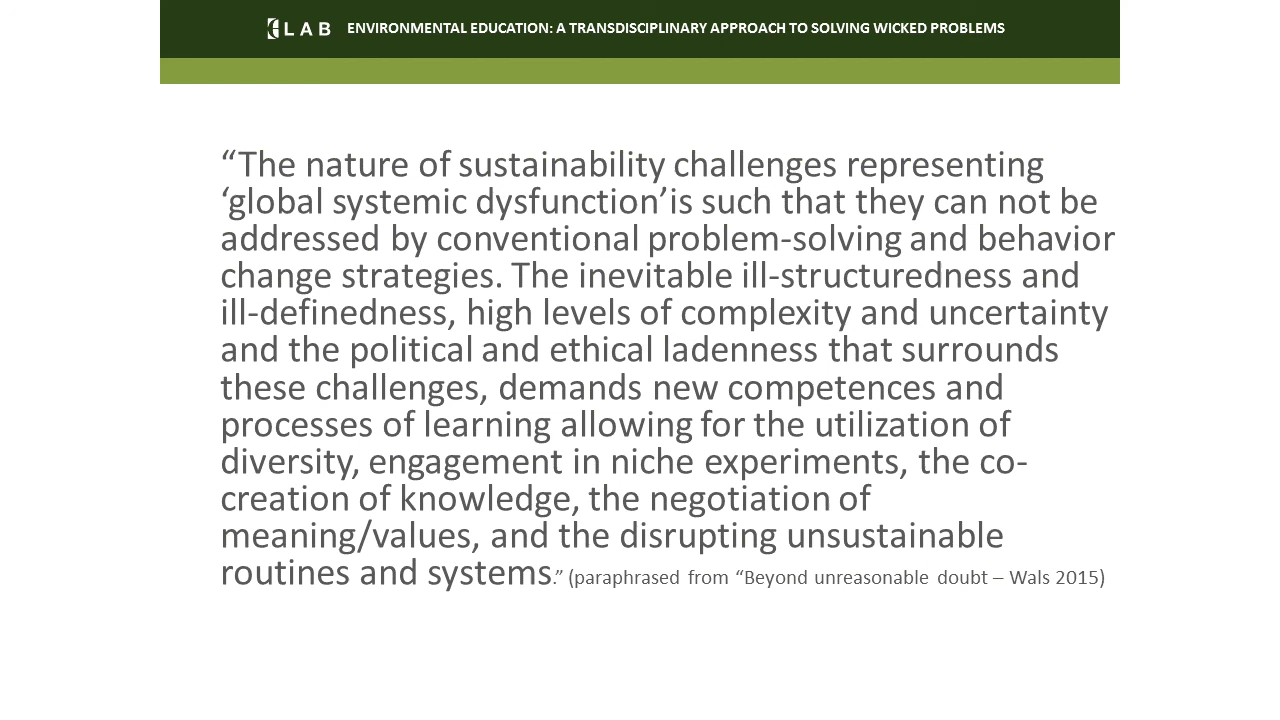 LAB ENVIRONMENTAL EDUCATION: A TRANSDISCIPLINARY APPROACH TO SOLVING WICKED PROBLEMS
“The nature of sustainability challenges representing
‘global systemic dysfunction’is such that they can not be
addressed by conventional problem-solving and behavior
change strategies. The inevitable ill-structuredness and
ill-definedness, high levels of complexity and uncertainty
and the political and ethical ladenness that surrounds
these challenges, demands new competences and
processes of learning allowing for the utilization of
diversity, engagement in niche experiments, the co-
creation of knowledge, the negotiation of
meaning/values, and the disrupting unsustainable
routines and systems.” (paraphrased from “Beyond unreasonable doubt – Wals 2015)